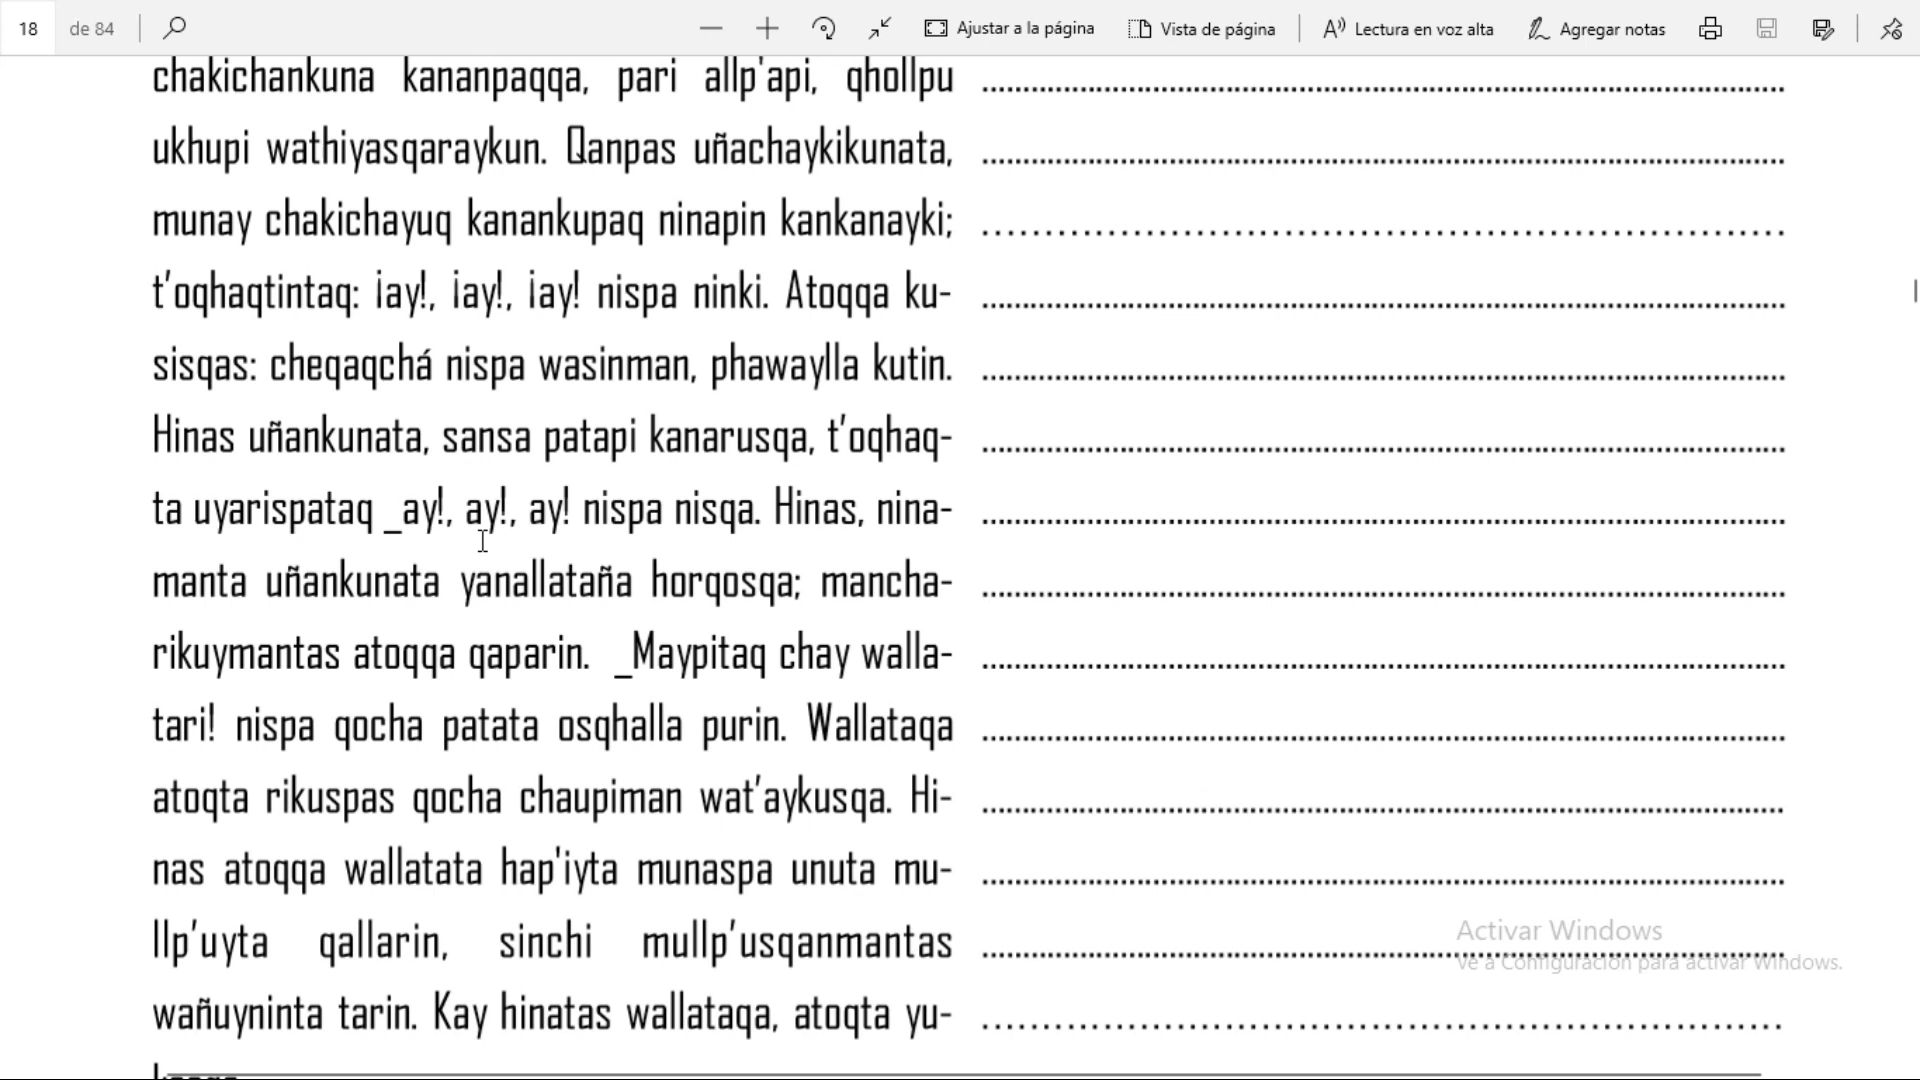 18 de 84 Ajustar a la página Vista de página Lectura en voz alta Agregar notas
chakichankuna kananpaqqa, pari allp'api, qhollpu
ukhupi wathiyasqaraykun. Qanpas uñachaykikunata,
munay chakichayuq kanankupaq ninapin kankanayki;
t'oqhaqtintaq: ¡ay!, ¡ay!, ¡ay! nispa ninki. Atoqqa ku-
sisqas: cheqaqchá nispa wasinman, phawaylla kutin.
Hinas uñankunata, sansa patapi kanarusqa, t'oqhaq-
ta uyarispataq _ay!, ay!, ay! nispa nisqa. Hinas, nina-
manta uñankunata yanallataña horqosqa; mancha-
rikuymantas atoqqa qaparin. _Maypitaq chay walla-
tari! nispa qocha patata osqhalla purin. Wallataqa
atoqta rikuspas qocha chaupiman wat'aykusqa. Hi-
nas atoqqa wallatata hap'iyta munaspa unuta mu-
llp'uyta qallarin, sinchi mullp'usqanmantas
wañuyninta tarin. Kay hinatas wallataqa, atoqta yu-
Activar Windows
Ve a Configuración para activar Windows.